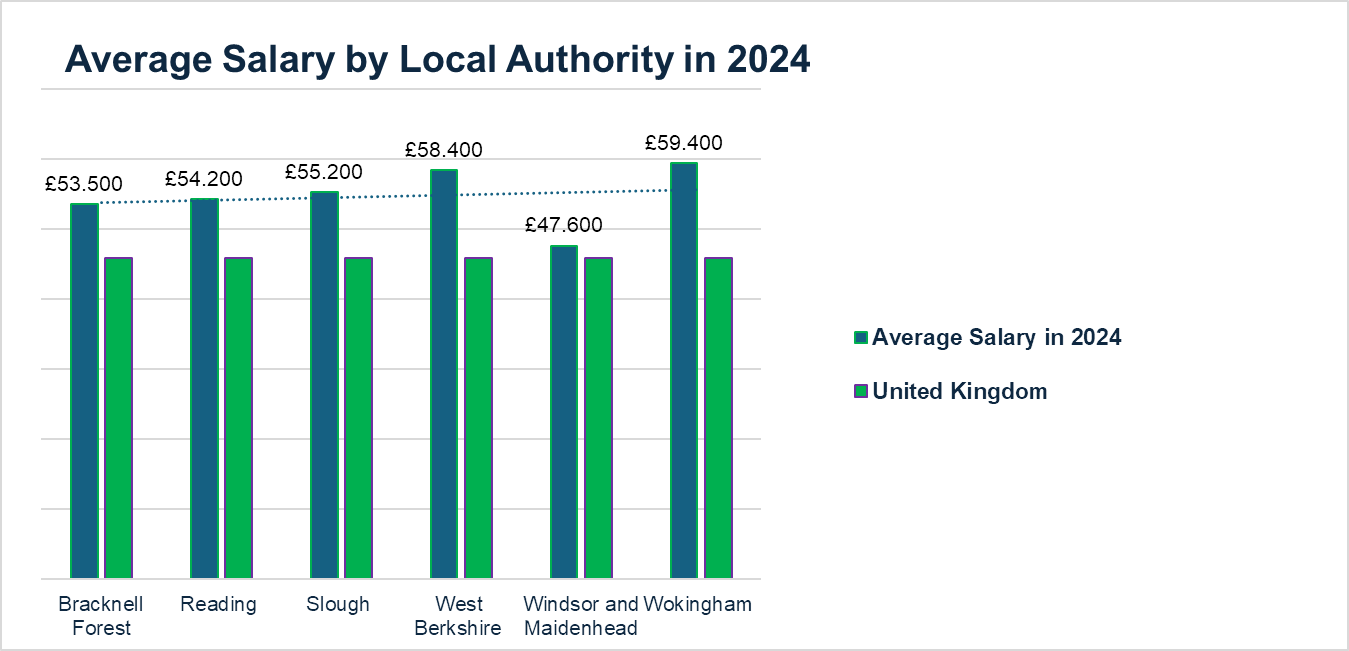 Average Salary by Local Authority in 2024
£53.500
£54.200
£55.200
£58.400
£47.600
£59.400
Average Salary in 2024
United Kingdom
Bracknell
Forest
Reading
Slough
West
Berkshire
Windsor and
Maidenhead
Wokingham